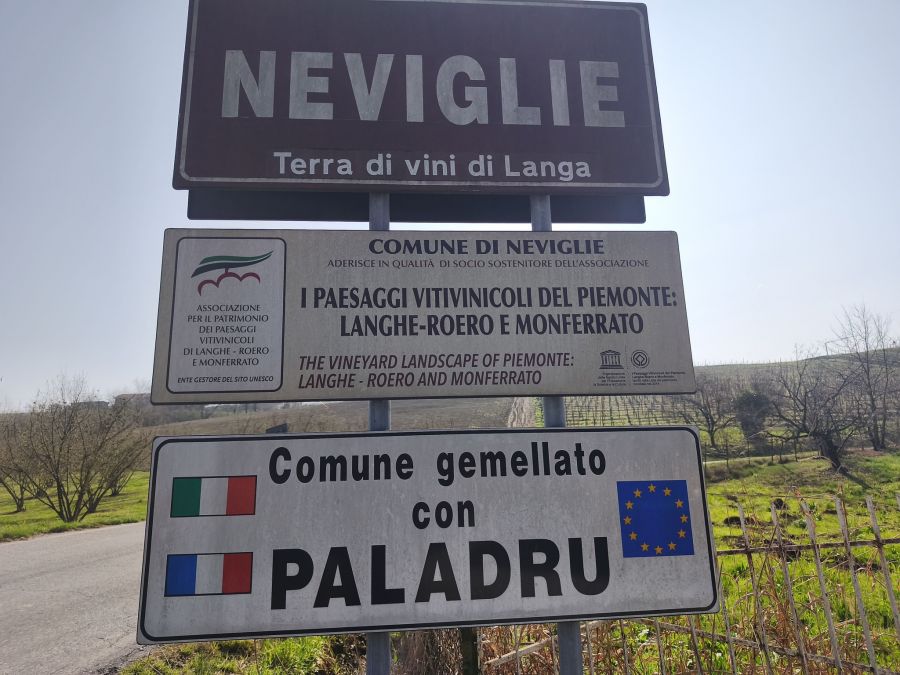 NEVIGLIE
Terra di vini di Langa
COMUNE DI NEVIGLIE
ADERISCE IN QUALITÀ DI SOCIO SOSTENITORE DELL'ASSOCIAZIONE
I PAESAGGI VITIVINICOLI DEL PIEMONTE:
LANGHE-ROERO E MONFERRATO
THE VINEYARD LANDSCAPE OF PIEMONTE:
LANGHE - ROERO AND MONFERRATO
ASSOCIAZIONE
PER IL PATRIMONIO
DEI PAESAGGI
VITIVINICOLI
DI LANGHE - ROERO
E MONFERRATO
ENTE GESTORE DEL SITO UNESCO
Comune gemellato
con
PALADRU